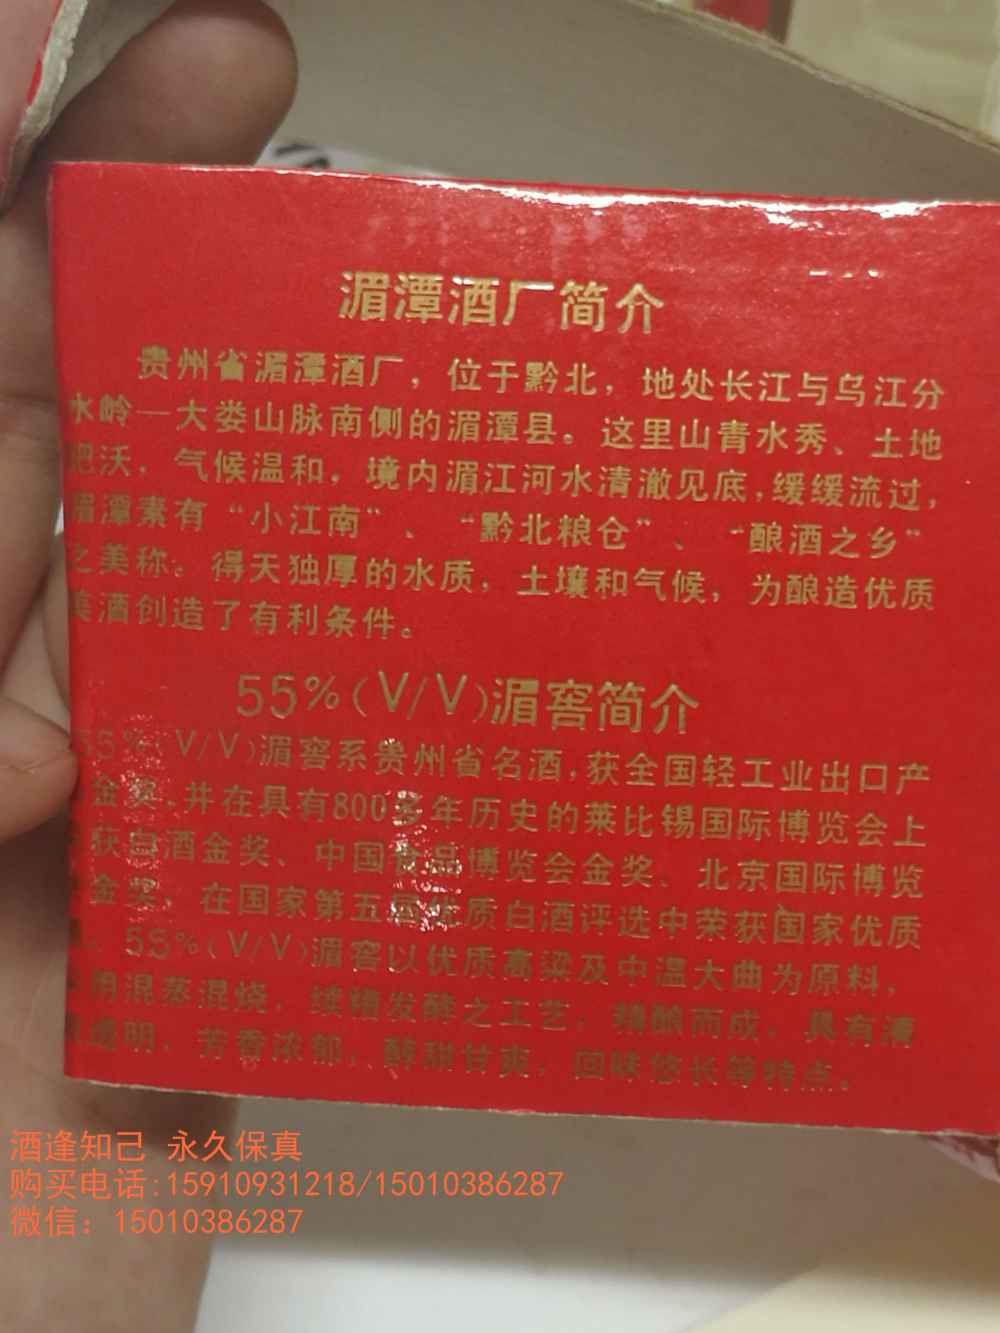 湄潭酒厂简介
贵州省湄潭酒厂，位于黔北，地处长江与乌江分
水岭—大娄山脉南侧的湄潭县。这里山青水秀、土地
肥沃，气候温和，境内湄江河水清澈见底，缓缓流过，
湄潭素有“小江南”、“黔北粮仓”、“酿酒之乡”
之美称。得天独厚的水质，土壤和气候，为酿造优质
美酒创造了有利条件。
55%(V/V)湄窖简介
55%(V/V)湄窖系贵州省名酒，获全国轻工业出口产
金奖，并在具有800多年历史的莱比锡国际博览会上
获白酒金奖、中国食品博览会金奖、北京国际博览
金奖，在国家第五届优质白酒评选中荣获国家优质
55%(V/V)湄窖以优质高粱及中温大曲为原料，
用混蒸混烧，续糟发酵之工艺，精酿而成，具有清
透明，芳香浓郁，醇甜甘爽，回味悠长等特点。
酒逢知己 永久保真
购买电话:15910931218/15010386287
微信：15010386287